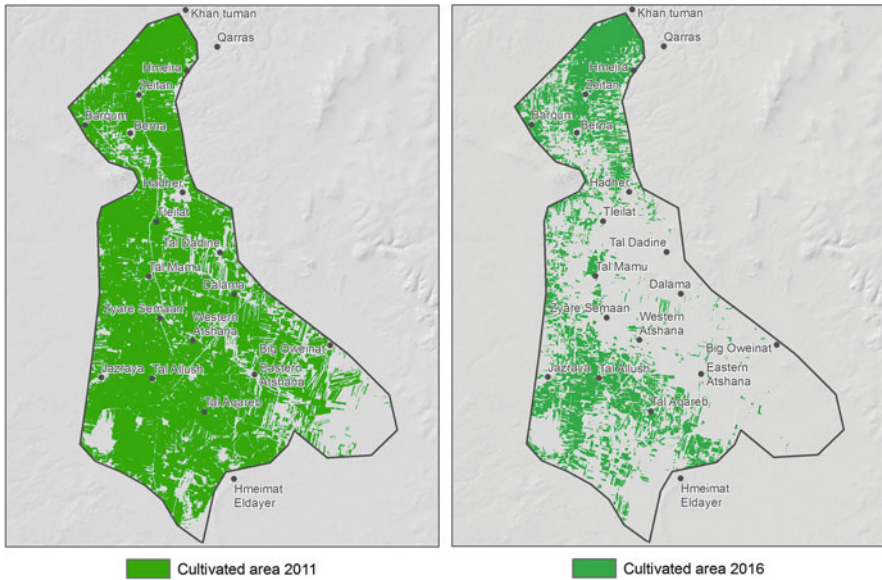 Khan tuman
Qarras
Hmeira
Zeitan
Barqum
Berna
Hadher
Tleilat
Tal Dadine
Tal Mamu
Dalama
Zyare Semaan
Western
Atshana
Big Oweinat
Jazraya
Tal Allush
Eastern
Atshana
Tal Aqareb
Hmeimat
Eldayer
Cultivated area 2011
Khan tuman
Qarras
Hmeira
Zeitan
Barqum
Berna
Hadher
Tleilat
Tal Dadine
Tal Mamu
Dalama
Zyare Semaan
Western
Atshana
Big Oweinat
Jazraya
Tal Allush
Eastern
Atshana
Tal Aqareb
Hmeimat
Eldayer
Cultivated area 2016